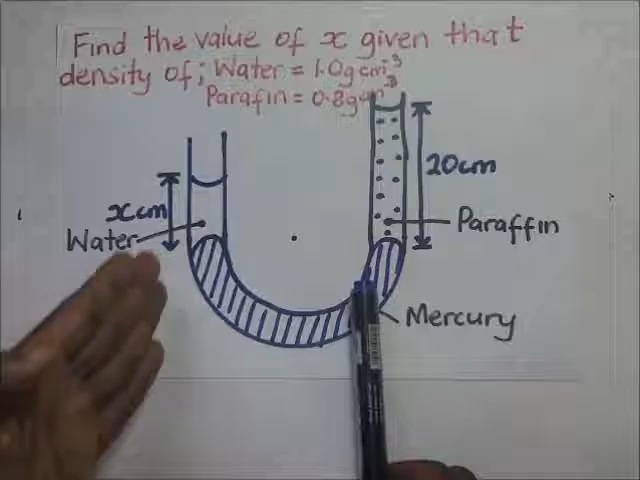 Find the value of x given that
density of; Water = 1.0g cm⁻³
Parafin = 0.8g cm⁻³
20cm
x cm
Water
Paraffin
Mercury